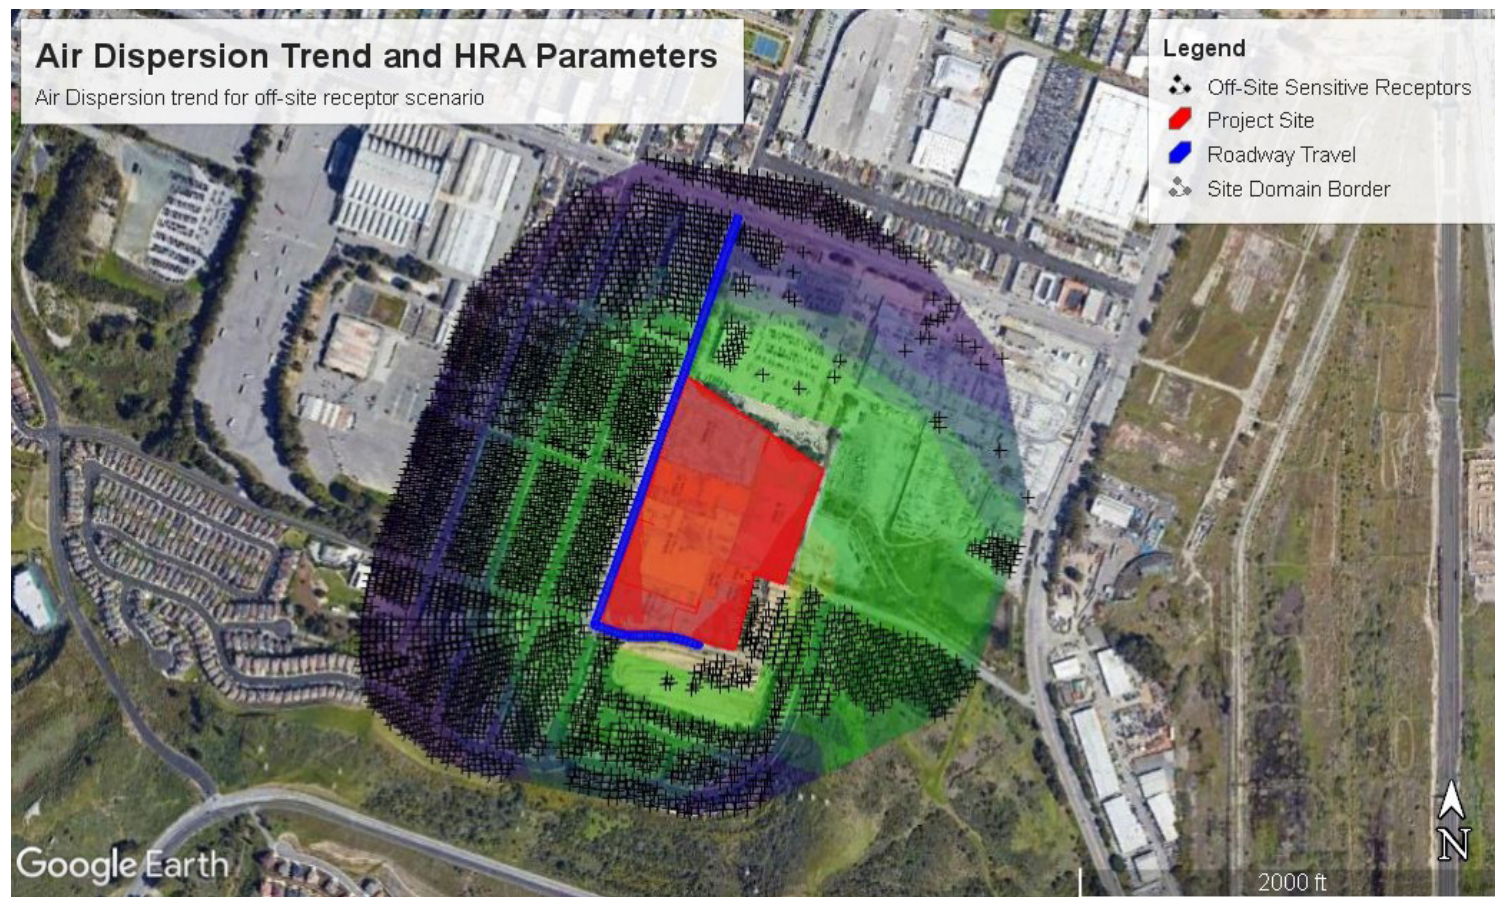 Air Dispersion Trend and HRA Parameters
Air Dispersion trend for off-site receptor scenario
Legend
Off-Site Sensitive Receptors
Project Site
Roadway Travel
Site Domain Border
Google Earth
N
2000 ft